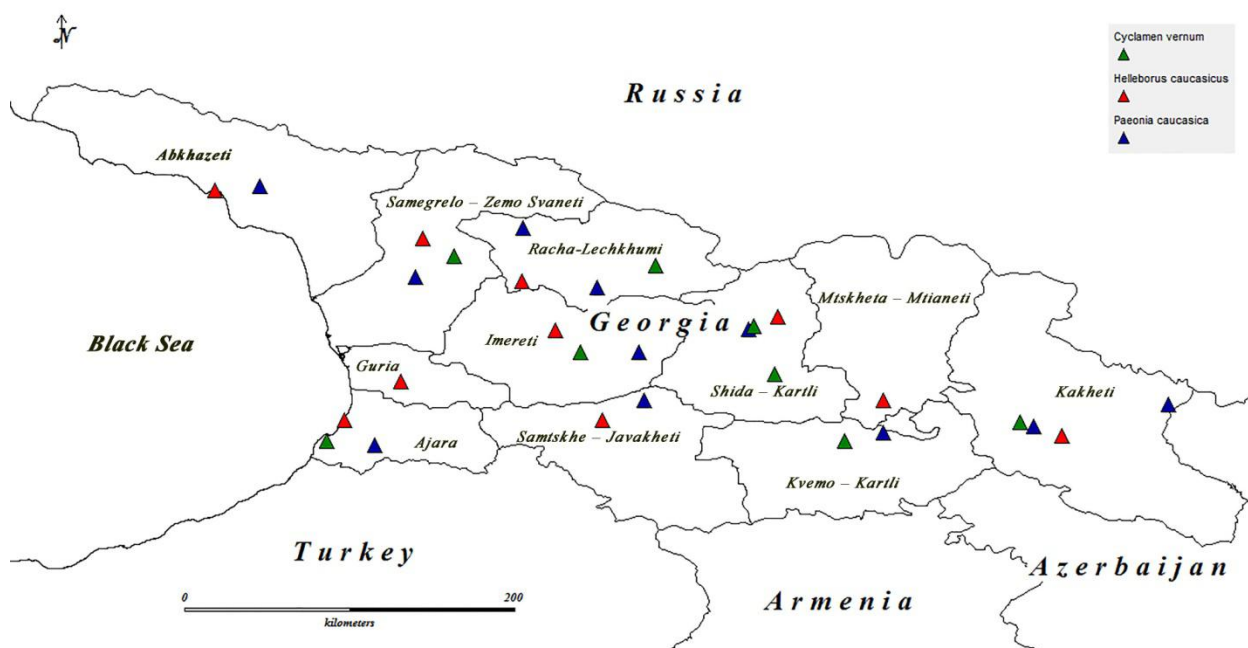 N
Cyclamen vernum
Helleborus caucasicus
Paeonia caucasica
Russia
Abkhazeti
Samegrelo – Zemo Svaneti
Racha-Lechkhumi
Mtskheta – Mtianeti
Georgia
Black Sea
Imereti
Guria
Shida – Kartli
Kakheti
Ajara
Samtskhe – Javakheti
Kvemo – Kartli
Turkey
Azerbaijan
Armenia
0
200
kilometers